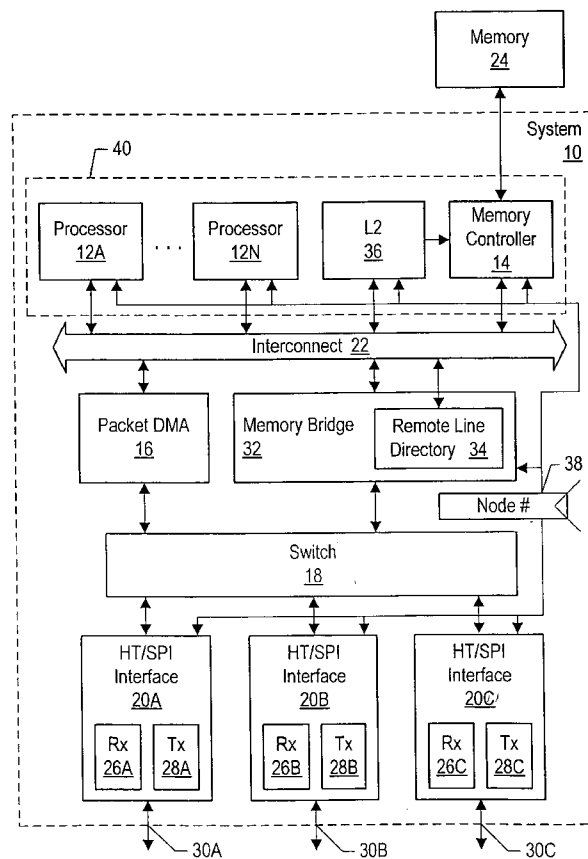 Memory
24
System
10
40
Processor
12A
. . .
Processor
12N
L2
36
Memory
Controller
14
Interconnect 22
Packet DMA
16
Memory Bridge
32
Remote Line
Directory 34
38
Node #
Switch
18
HT/SPI
Interface
20A
Rx
26A
Tx
28A
HT/SPI
Interface
20B
Rx
26B
Tx
28B
HT/SPI
Interface
20C
Rx
26C
Tx
28C
30A
30B
30C